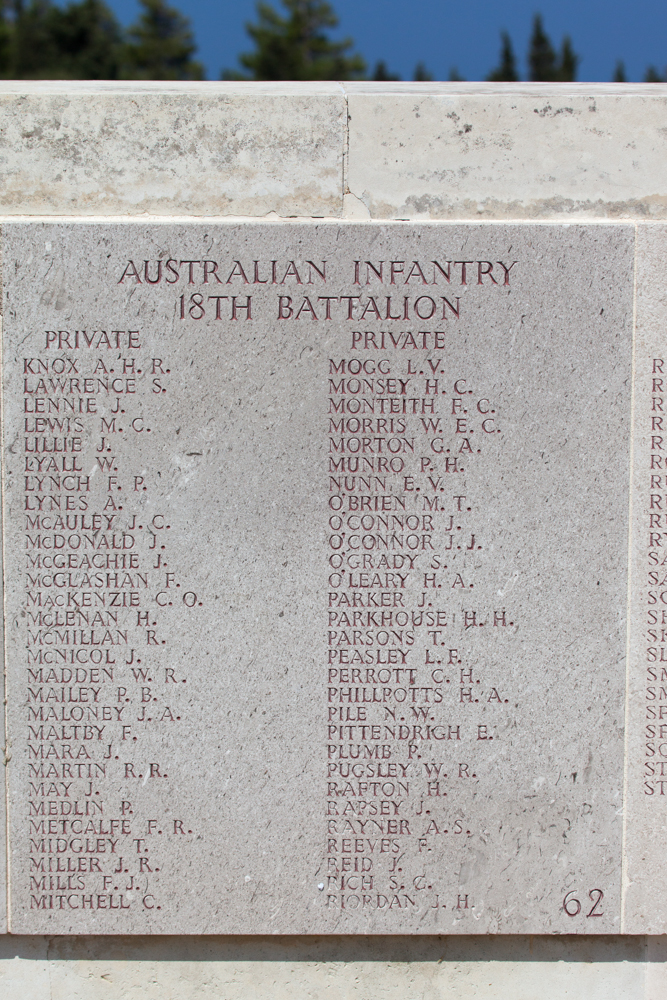 AUSTRALIAN INFANTRY
18TH BATTALION
PRIVATE
KNOX A. H. R.
LAWRENCE S.
LENNIE J.
LEWIS M. C.
LILLIE J.
LYALL W.
LYNCH F. P.
LYNES A.
McAULEY J. C.
McDONALD J.
McGEACHIE J.
McGLASHAN F.
MacKENZIE C. O.
McLENAN H.
McMILLAN R.
McNICOL J.
MADDEN W. R.
MAILEY P. B.
MALONEY J. A.
MALTBY F.
MARA J.
MARTIN R. R.
MAY J.
MEDLIN P.
METCALFE F. R.
MIDGLEY T.
MILLER J. R.
MILLS F. J.
MITCHELL C.
PRIVATE
MOGG L. V.
MONSEY H. C.
MONTEITH F. C.
MORRIS W. E. C.
MORTON G. A.
MUNRO P. H.
NUNN E. V.
O'BRIEN M. T.
O'CONNOR J.
O'CONNOR J. J.
O'GRADY S.
O'LEARY H. A.
PARKER J.
PARKHOUSE H. H.
PARSONS T.
PEASLEY L. F.
PERROTT C. H.
PHILLPOTTS H. A.
PILE N. W.
PITTENDRIGH E.
PLUMB P.
PUGSLEY W. R.
RAFTON H.
RAPSEY J.
RAYNER A. S.
REEVES F.
REID J.
RICH S. C.
RIORDAN J. H.
62